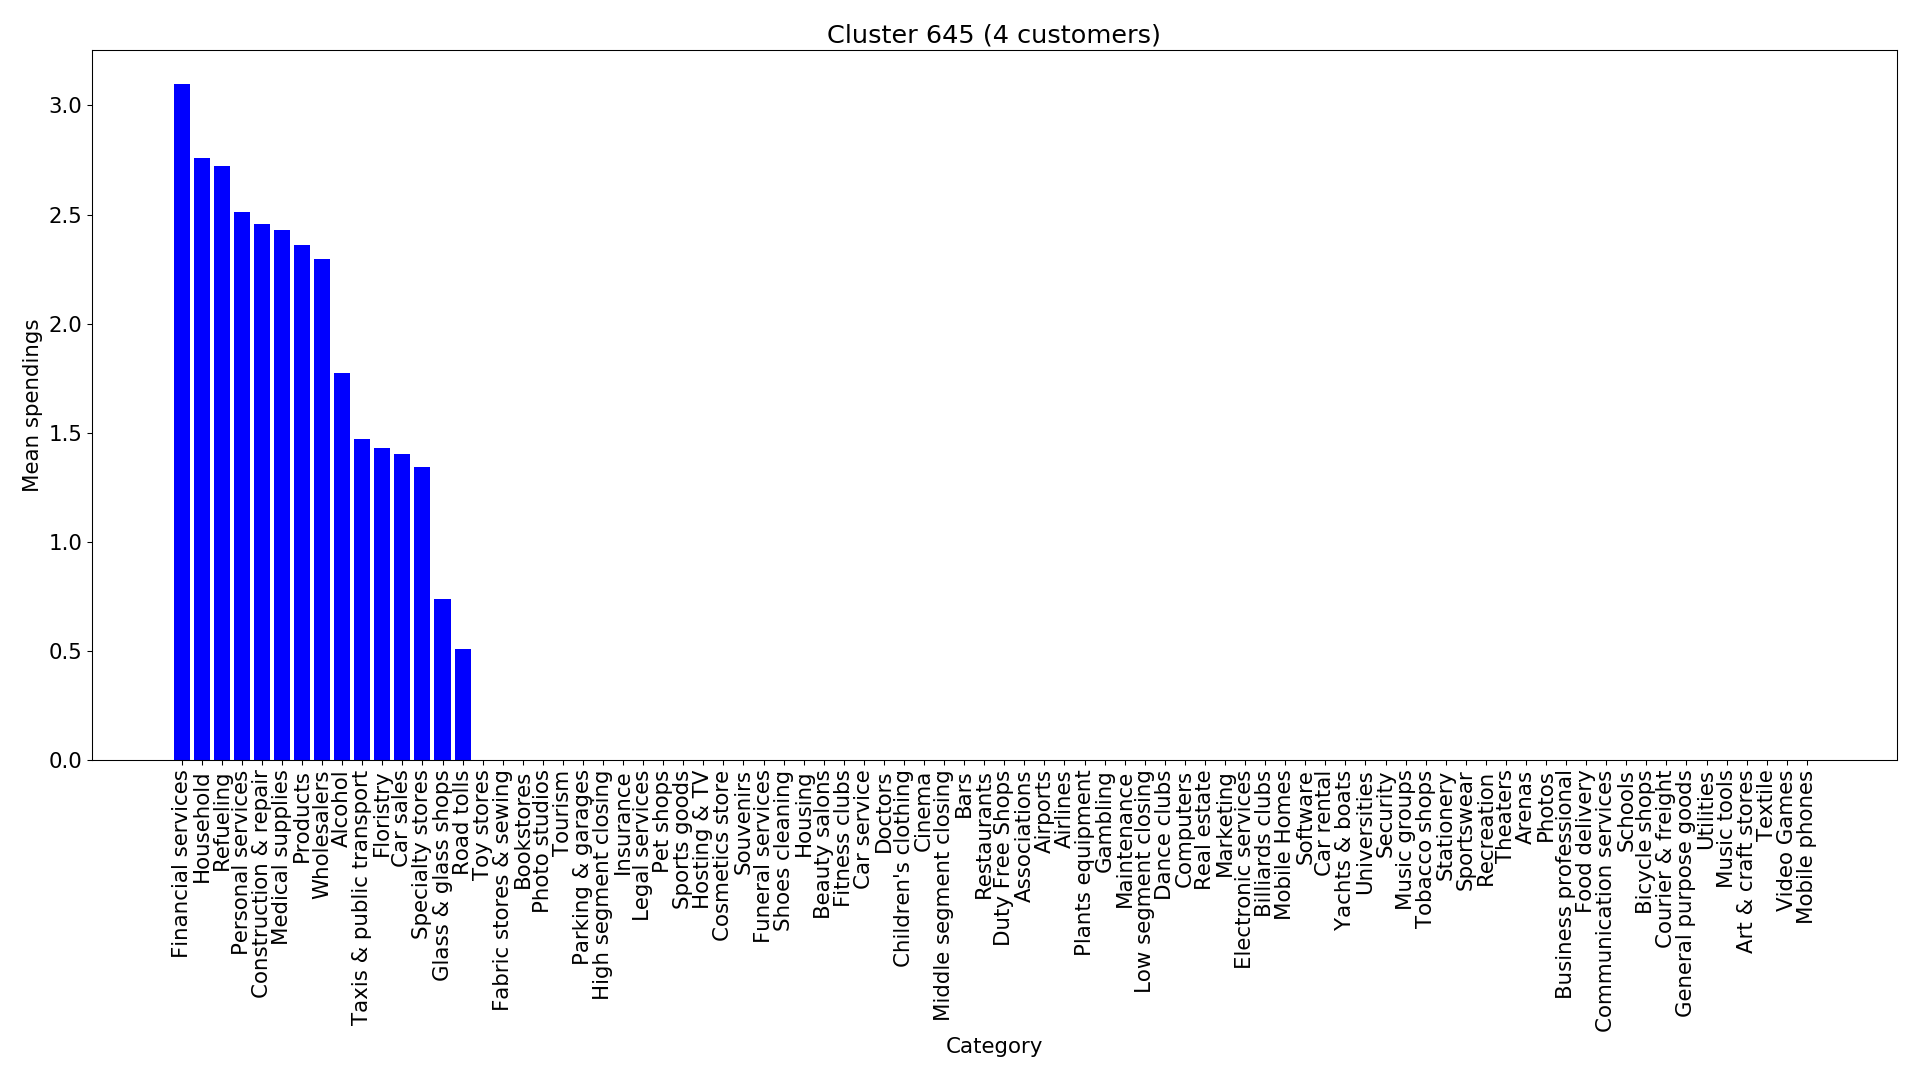 Cluster 645 (4 customers)
Mean spendings
3.0
2.5
2.0
1.5
1.0
0.5
0.0
Financial services
Household
Refuelling
Personal services
Construction & repair
Medical supplies
Products
Wholesalers
Alcohol
Taxis & public transport
Floristry
Car sales
Specialty stores
Glass & glass shops
Road tolls
Toy stores
Fabric stores & sewing
Bookstores
Photo studios
Tourism
Parking & garages
High segment closing
Insurance
Legal services
Pet shops
Sports goods
Hosting & TV
Cosmetics store
Souvenirs
Funeral services
Shoes cleaning
Housing
Beauty salons
Fitness clubs
Car service
Doctors
Children's clothing
Cinema
Middle segment closing
Bars
Restaurants
Duty Free Shops
Associations
Airports
Airlines
Plants equipment
Gambling
Maintenance
Low segment closing
Dance clubs
Computers
Real estate
Marketing
Electronic services
Billiards clubs
Mobile Homes
Software
Car rental
Yachts & boats
Universities
Security
Music groups
Tobacco shops
Stationery
Sportswear
Recreation
Theaters
Arenas
Photos
Business professional
Food delivery
Communication services
Schools
Bicycle shops
Courier & freight
General purpose goods
Utilities
Music tools
Art & craft stores
Textile
Video Games
Mobile phones
Category